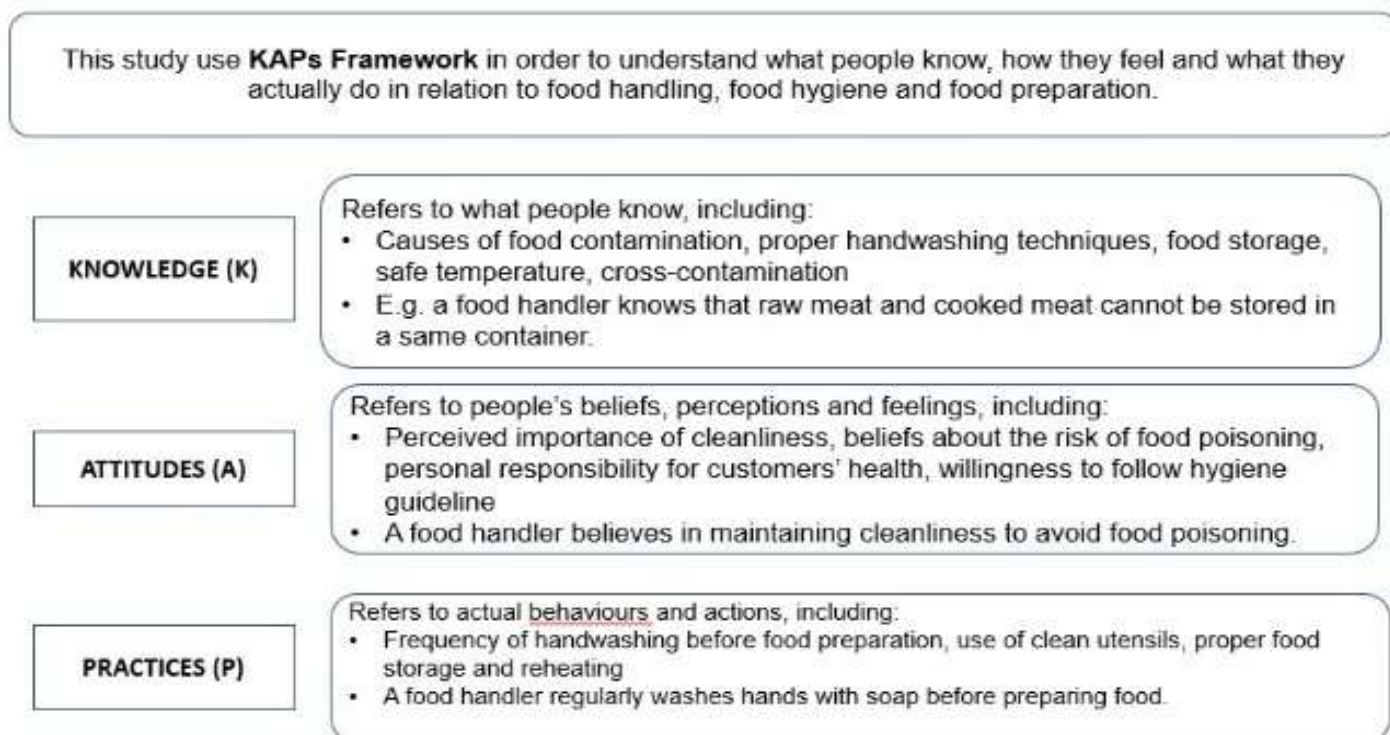 This study use KAPs Framework in order to understand what people know, how they feel and what they
actually do in relation to food handling, food hygiene and food preparation.
KNOWLEDGE (K)
Refers to what people know, including:
• Causes of food contamination, proper handwashing techniques, food storage,
safe temperature, cross-contamination
• E.g. a food handler knows that raw meat and cooked meat cannot be stored in
a same container.
ATTITUDES (A)
Refers to people's beliefs, perceptions and feelings, including:
• Perceived importance of cleanliness, beliefs about the risk of food poisoning,
personal responsibility for customers' health, willingness to follow hygiene
guideline
• A food handler believes in maintaining cleanliness to avoid food poisoning.
PRACTICES (P)
Refers to actual behaviours and actions, including:
• Frequency of handwashing before food preparation, use of clean utensils, proper food
storage and reheating
• A food handler regularly washes hands with soap before preparing food.